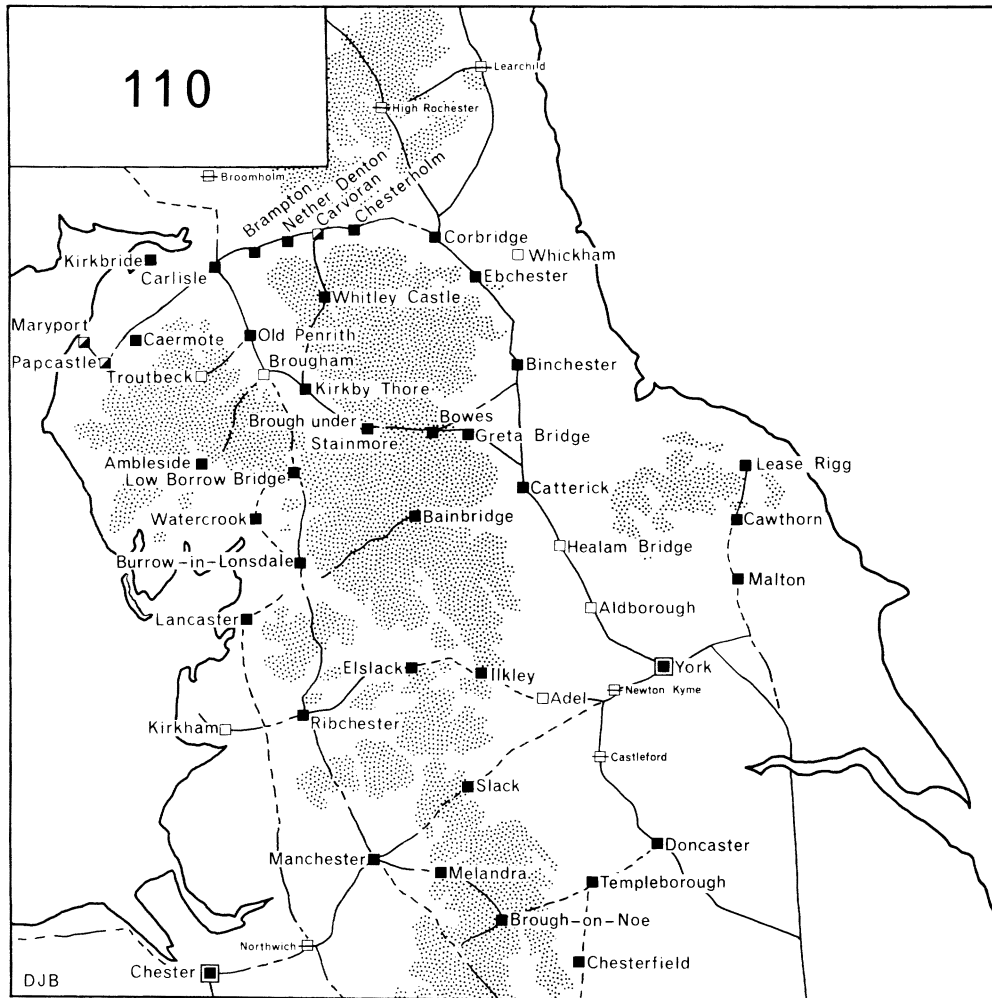 110
Learchild
High Rochester
Broomholm
Brampton
Nether Denton
Carvoran
Chesterholm
Corbridge
Whickham
Kirkbride
Carlisle
Ebchester
Whitley Castle
Maryport
Caermote
Old Penrith
Papcastle
Troutbeck
Brougham
Binchester
Kirkby Thore
Brough under
Stainmore
Bowes
Greta Bridge
Ambleside
Low Borrow Bridge
Lease Rigg
Catterick
Watercrook
Bainbridge
Cawthorn
Healam Bridge
Burrow-in-Lonsdale
Malton
Lancaster
Aldborough
Elslack
Ilkley
York
Adel
Newton Kyme
Kirkham
Ribchester
Castleford
Slack
Manchester
Doncaster
Melandra
Templeborough
Brough-on-Noe
Northwich
Chester
Chesterfield
DJB